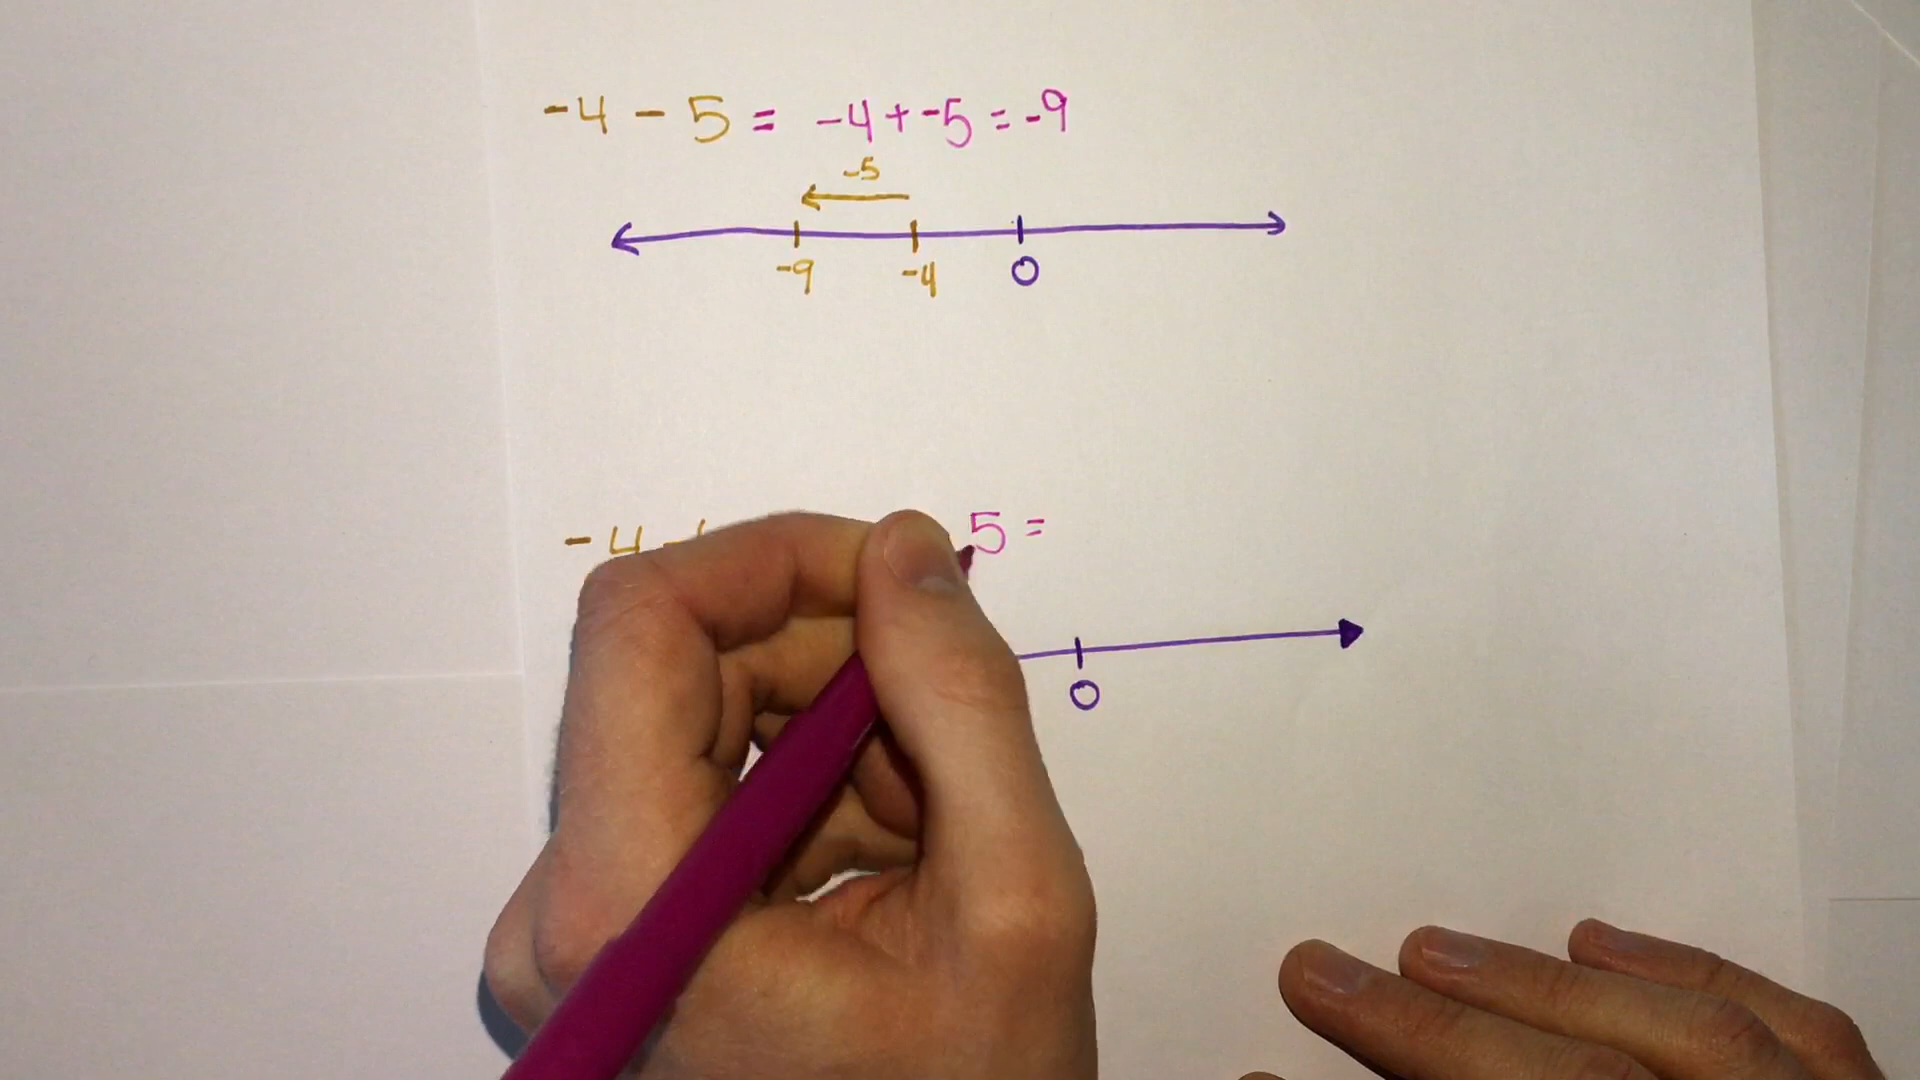 -4 - 5 = -4 + -5 = -9
-5
-9 -4 0
-4 - 5 =
0